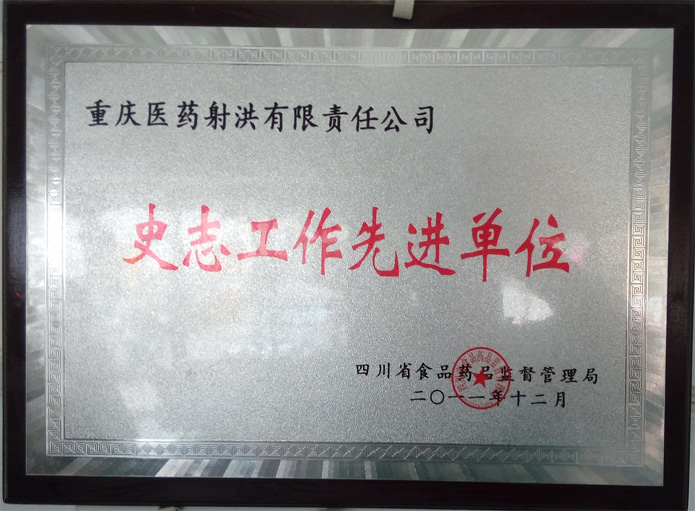 重庆医药射洪有限责任公司
史志工作先进单位
四川省食品药品监督管理局
二〇一一年十二月